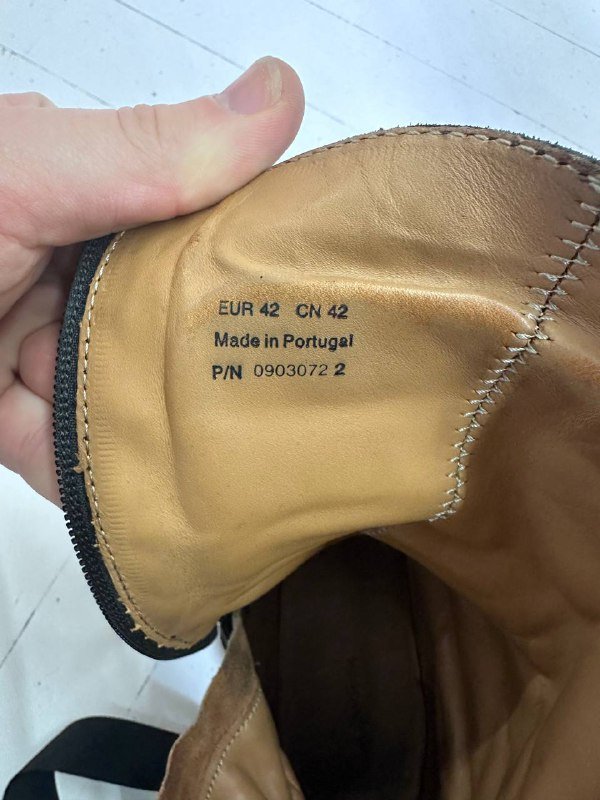 EUR 42 CN 42
Made in Portugal
P/N 0903072 2